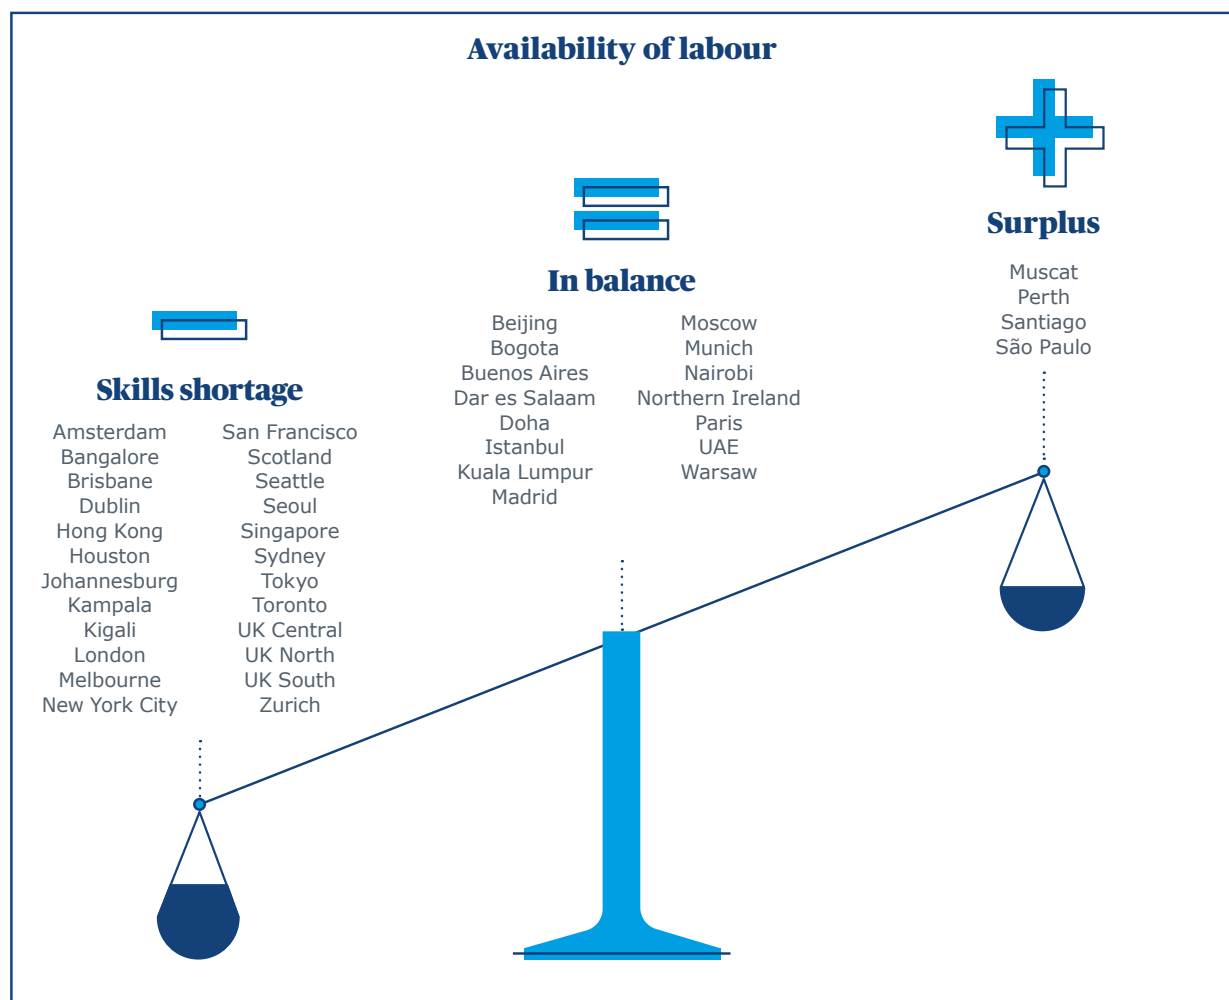 Availability of labour
Skills shortage
Amsterdam
Bangalore
Brisbane
Dublin
Hong Kong
Houston
Johannesburg
Kampala
Kigali
London
Melbourne
New York City
San Francisco
Scotland
Seattle
Seoul
Singapore
Sydney
Tokyo
Toronto
UK Central
UK North
UK South
Zurich
In balance
Beijing
Bogota
Buenos Aires
Dar es Salaam
Doha
Istanbul
Kuala Lumpur
Madrid
Moscow
Munich
Nairobi
Northern Ireland
Paris
UAE
Warsaw
Surplus
Muscat
Perth
Santiago
São Paulo